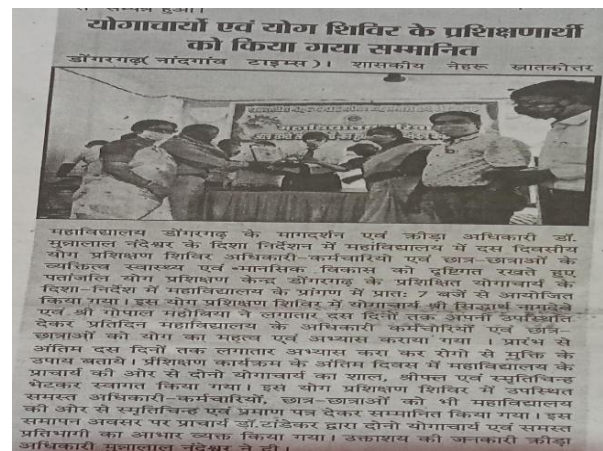 सम्पन्न हुआ।
योगाचार्यो एवं योग शिविर के प्रशिक्षणार्थी
को किया गया सम्मानित
डोंगरगढ़(नांदगांव टाइम्स)। शासकीय नेहरू स्नातकोत्तर
महाविद्यालय डोंगरगढ़ के मार्गदर्शन एवं क्रीड़ा अधिकारी डॉ.
मुन्नालाल नंदेश्वर के दिशा निर्देशन में महाविद्यालय में दस दिवसीय
योग प्रशिक्षण शिविर अधिकारी-कर्मचारियो एवं छात्र-छात्राओं के
व्यक्तित्व स्वास्थ्य एवं मानसिक विकास को दृष्टिगत रखते हुए
पतांजलि योग प्रशिक्षण केन्द्र डोंगरगढ़ के प्रशिक्षित योगाचार्य के
दिशा-निर्देश में महाविद्यालय के प्रांगण में प्रातः 7 बजें से आयोजित
किया गया। इस योग प्रशिक्षण शिविर में योगाचार्य श्री सिद्धार्थ नामदेव
एवं श्री गोपाल महोबिया ने लगातार दस दिनों तक अपनी उपस्थिति
देकर प्रतिदिन महाविद्यालय के अधिकारी कर्मचारियों एवं छात्र-
छात्राओं को योग का महत्व एवं अभ्यास कराया गया । प्रारंभ से
अंतिम दस दिनों तक लगातार अभ्यास करा कर रोगो से मुक्ति के
उपाय बताये । प्रशिक्षण कार्यकम के अंतिम दिवस में महाविद्यालय के
प्राचार्य की ओर से दोनो योगाचार्य का शाल, श्रीफल एवं स्मृतिचिन्ह
भेटकर स्वागत किया गया। इस योग प्रशिक्षण शिविर में उपस्थित
समस्त अधिकारी-कर्मचारियों, छात्र-छात्राओं को भी महाविद्यालय
की ओर से स्मृतिचिन्ह एवं प्रमाण पत्र देकर सम्मानित किया गया। इस
समापन अवसर पर प्राचार्य डॉ.टांडेकर द्वारा दोनो योगाचार्य एवं समस्त
प्रतिभागी का आभार व्यक्त किया गया। उक्ताशय की जानकारी क्रीड़ा
अधिकारी मुन्नालाल नंदेश्वर ने दी।